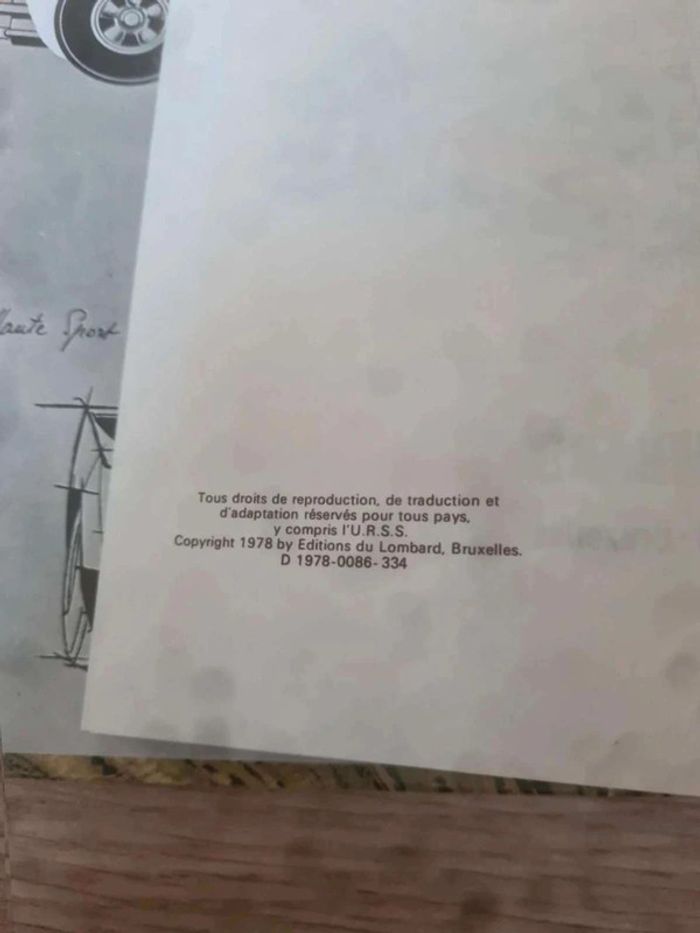 Sport
Tous droits de reproduction, de traduction et
d'adaptation réservés pour tous pays,
y compris l'U.R.S.S.
Copyright 1978 by Editions du Lombard, Bruxelles.
D 1978-0086-334